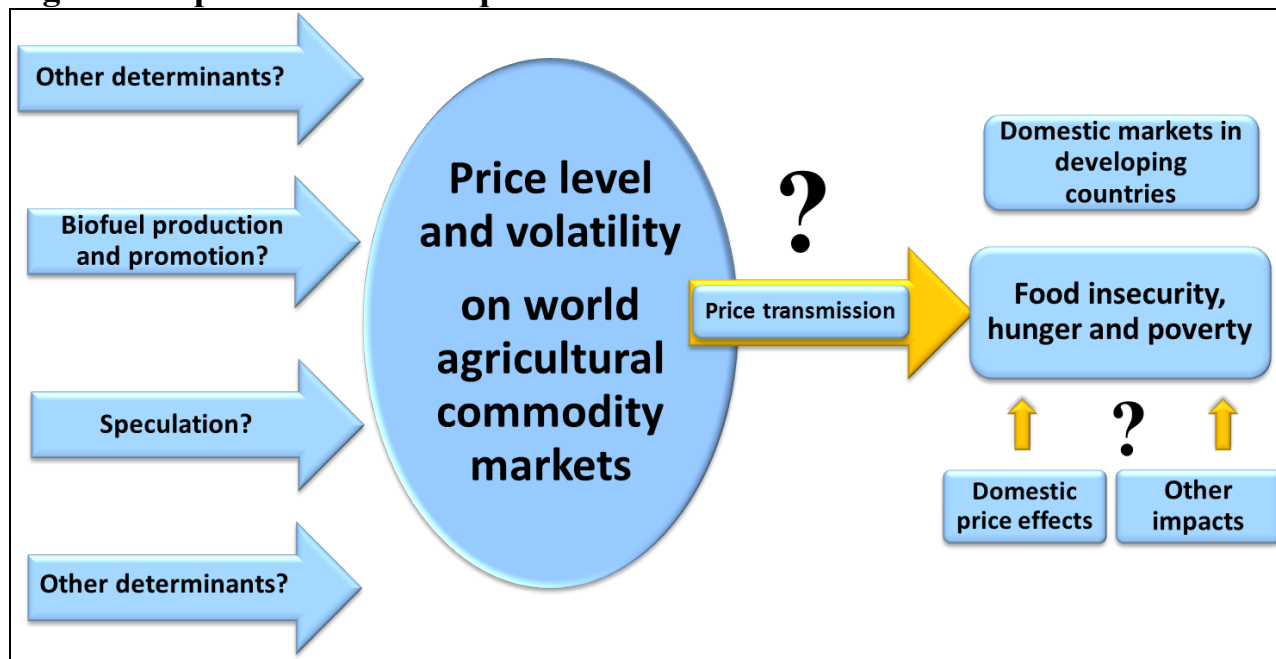 Other determinants?
Biofuel production
and promotion?
Speculation?
Other determinants?
Price level
and volatility
on world
agricultural
commodity
markets
?
Price transmission
Domestic markets in
developing
countries
Food insecurity,
hunger and poverty
?
Domestic
price effects
Other
impacts